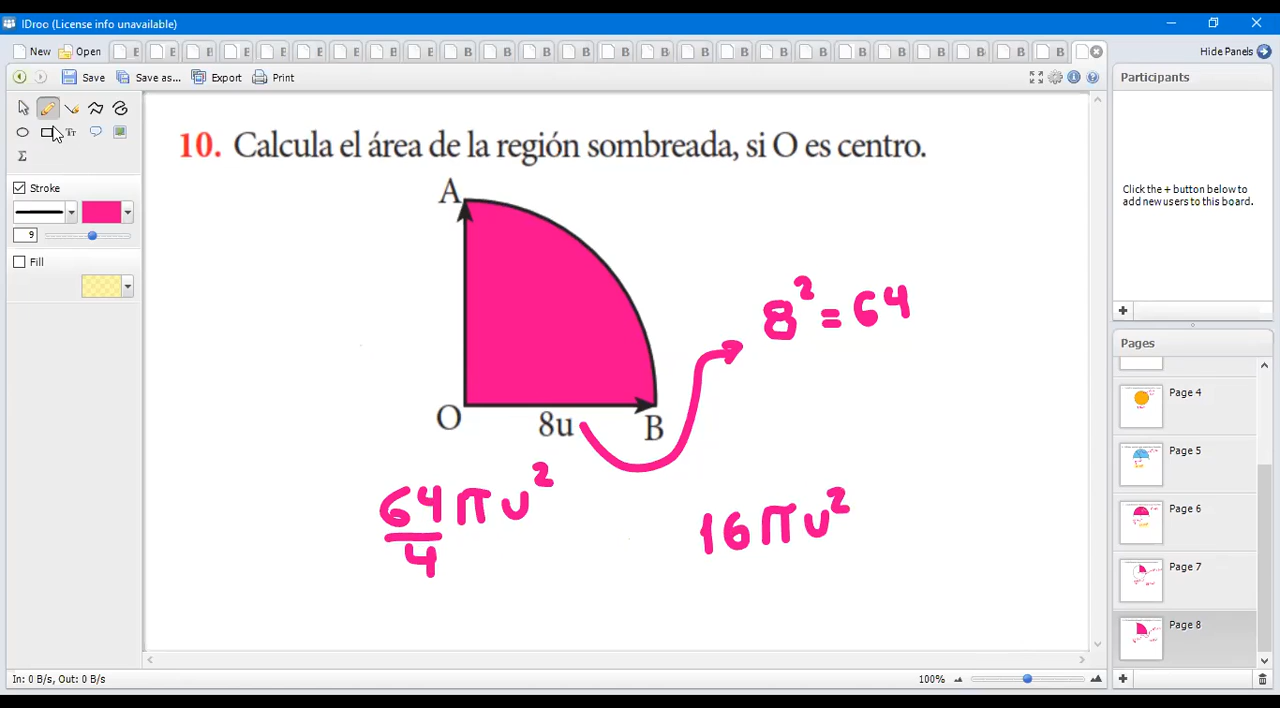 IDroo (License info unavailable)
New Open E E B E E E E B E B B B B B B B B B B B B B B B B Hide Panels
Save Save as... Export Print
Participants
Tт
Σ
Stroke
9
Fill
10. Calcula el área de la región sombreada, si O es centro.
A
O
8u
B
8² = 64
64/4 πu²
16πu²
Click the + button below to
add new users to this board.
Pages
Page 4
Page 5
Page 6
Page 7
Page 8
In: 0 B/s, Out: 0 B/s
100%